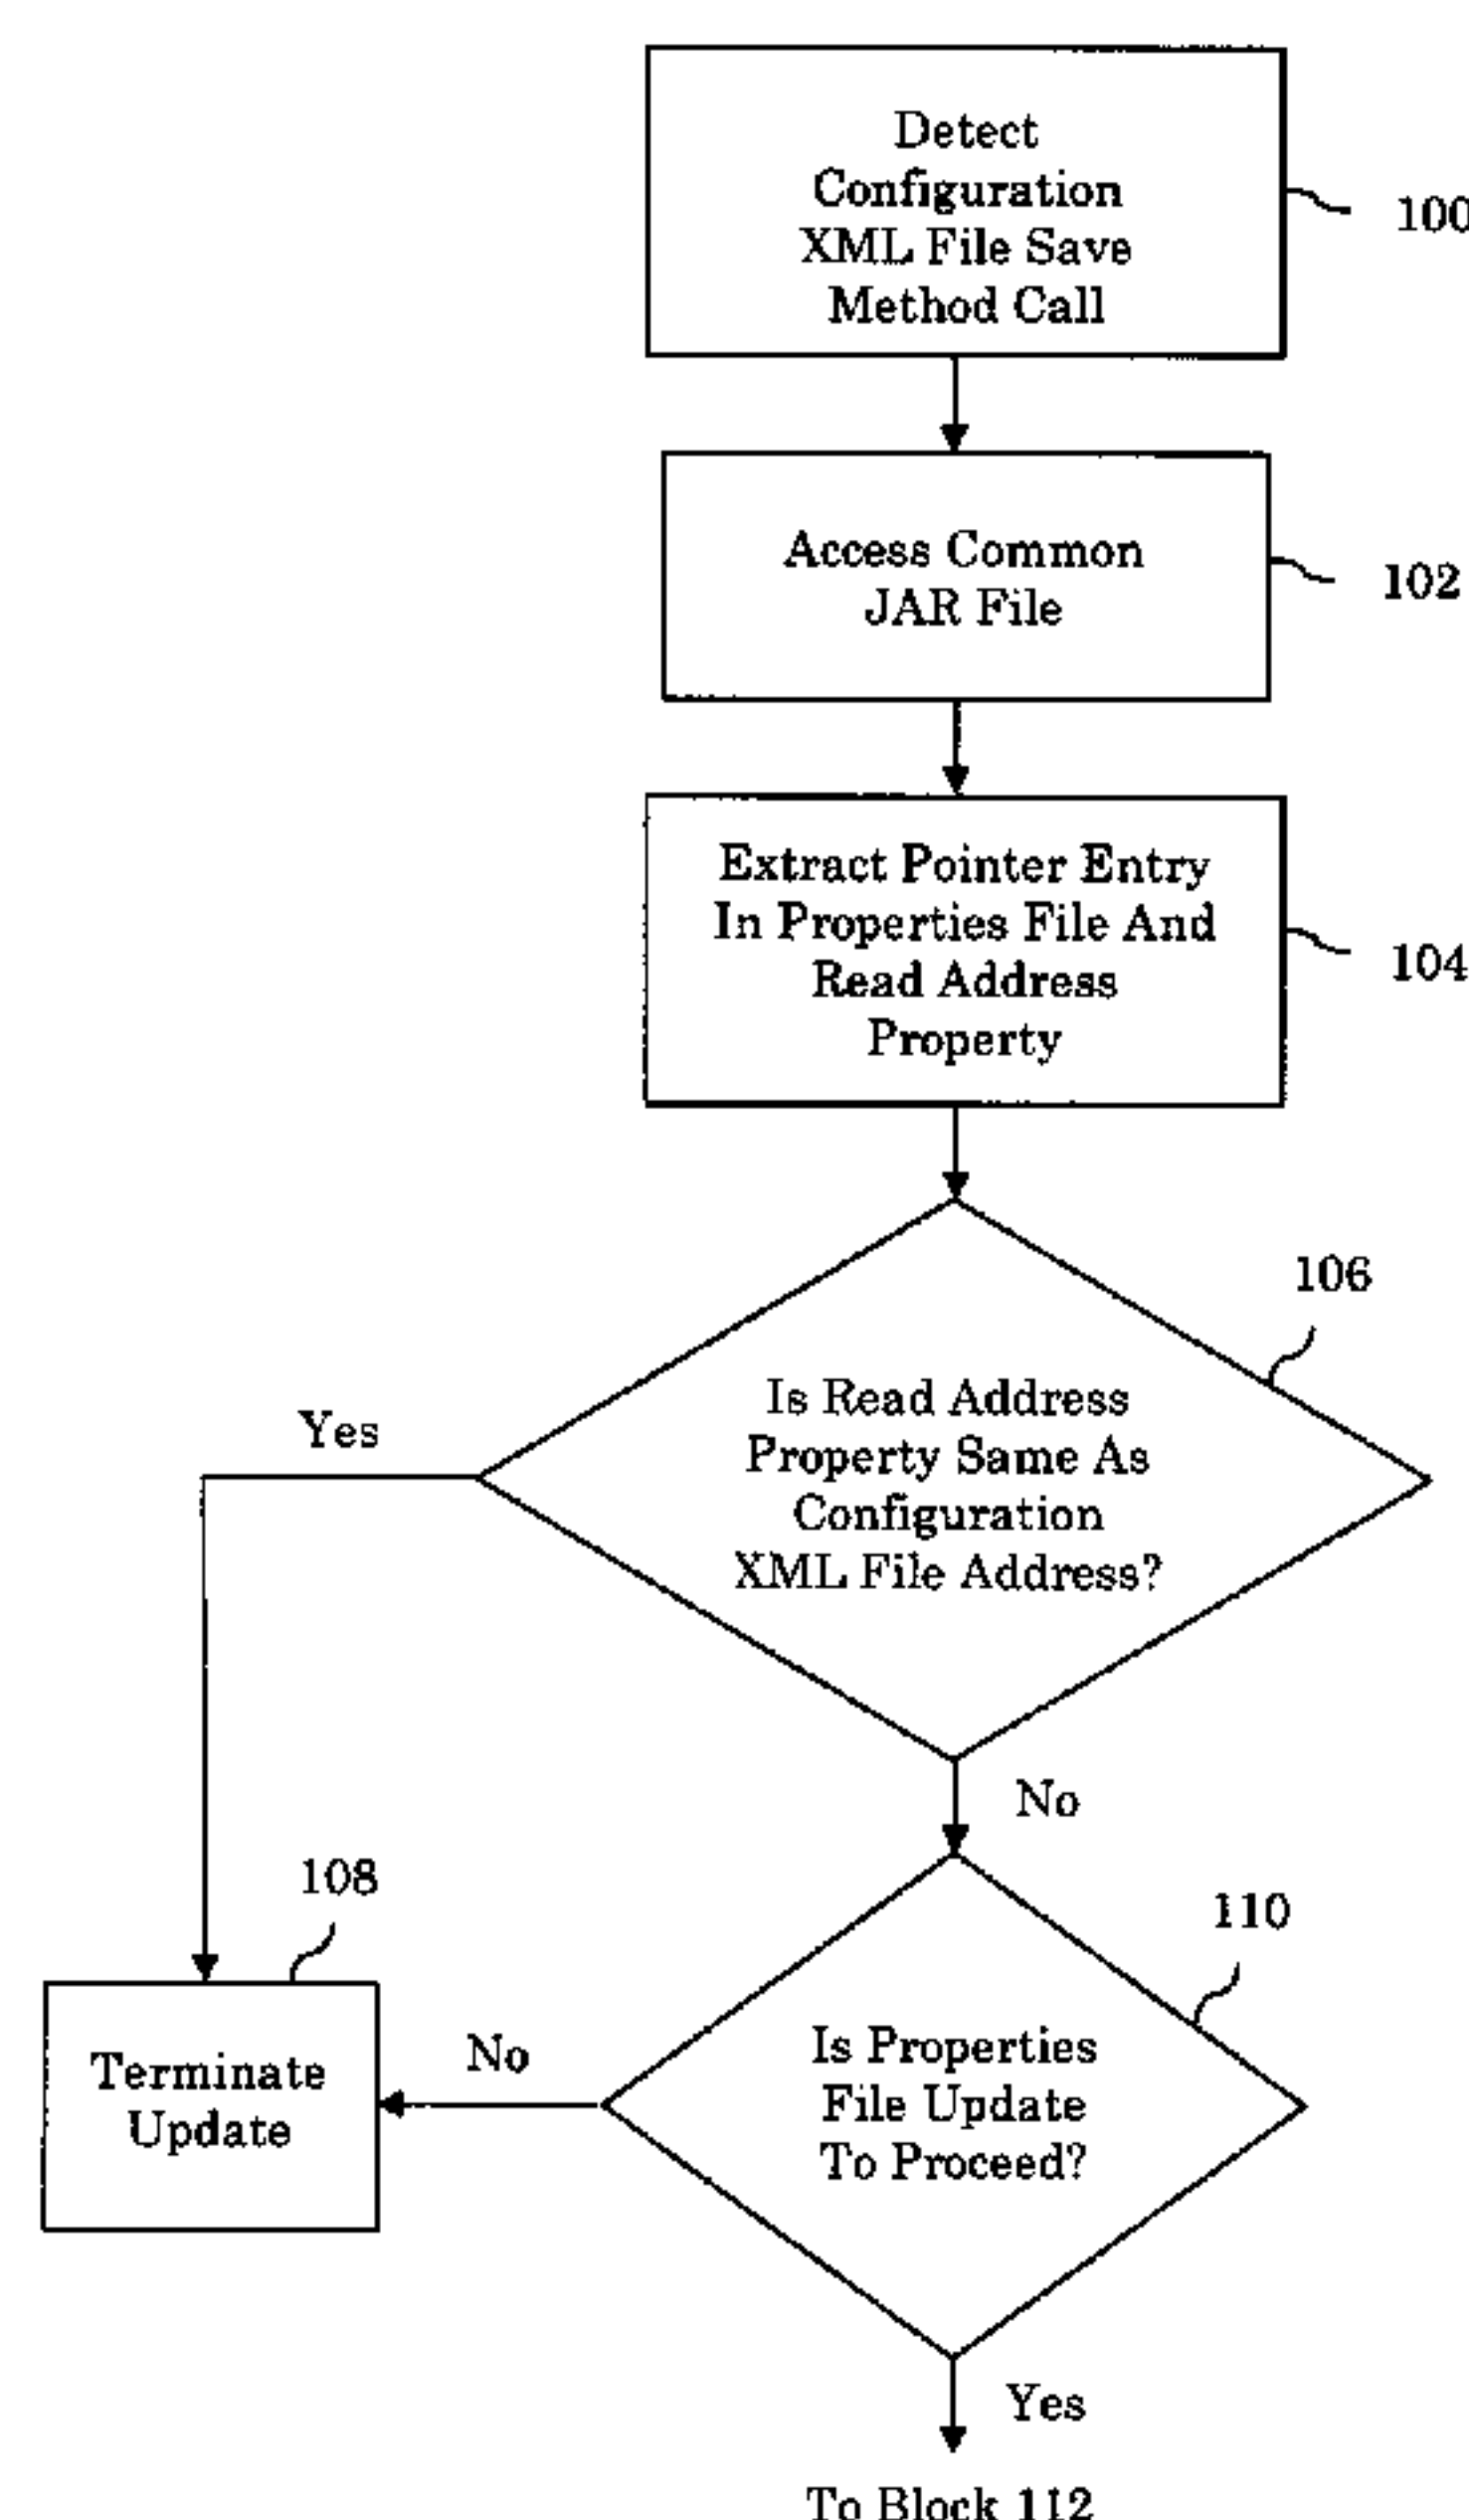 Detect
Configuration
XML File Save
Method Call
100
Access Common
JAR File
102
Extract Pointer Entry
In Properties File And
Read Address
Property
104
106
Is Read Address
Property Same As
Configuration
XML File Address?
Yes
No
108
110
Terminate
Update
No
Is Properties
File Update
To Proceed?
Yes
To Block 112